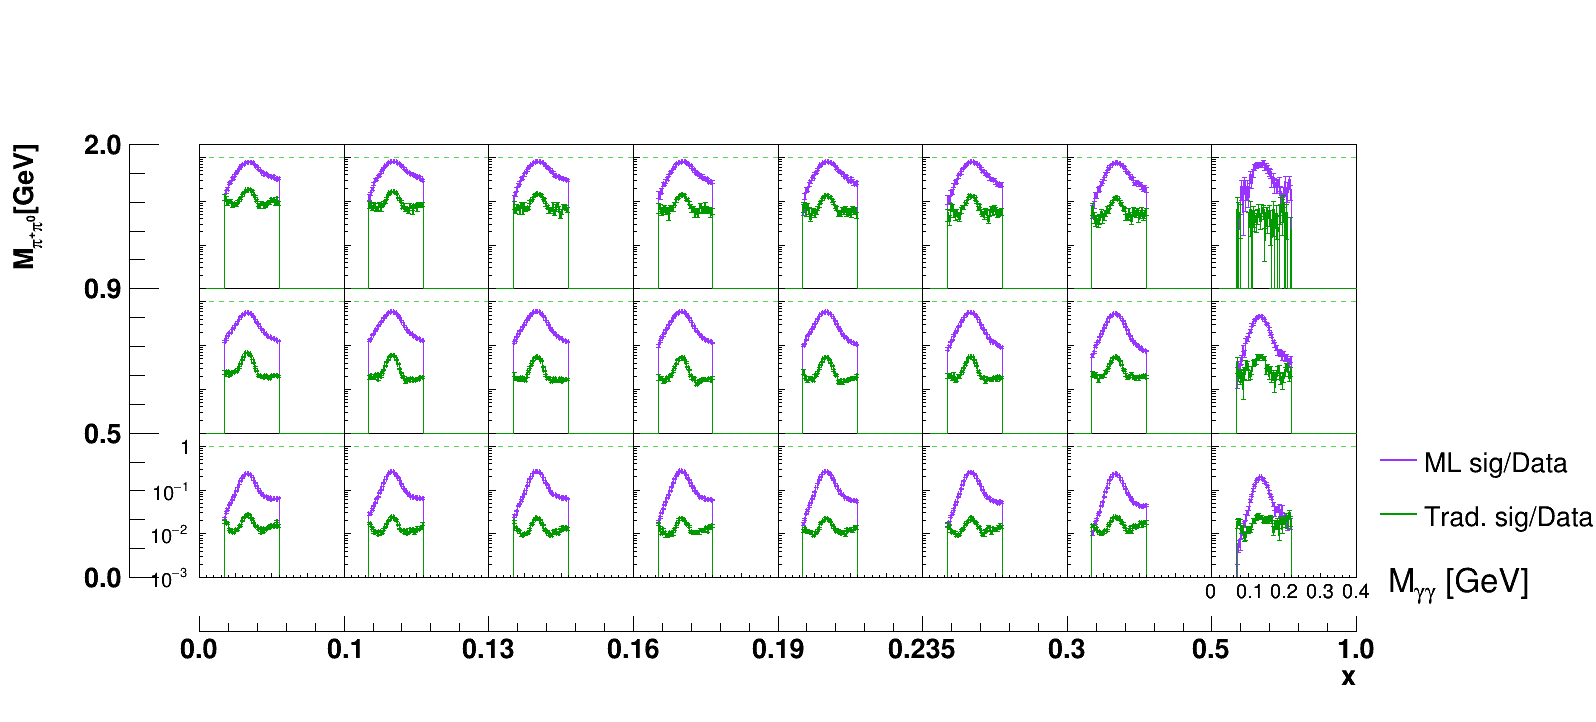 2.0
M_{π⁺π⁰}[GeV]
0.9
0.5
1
10⁻¹
10⁻²
10⁻³
0.0
ML sig/Data
Trad. sig/Data
0 0.1 0.2 0.3 0.4
M_{γγ} [GeV]
0.0 0.1 0.13 0.16 0.19 0.235 0.3 0.5 1.0
x